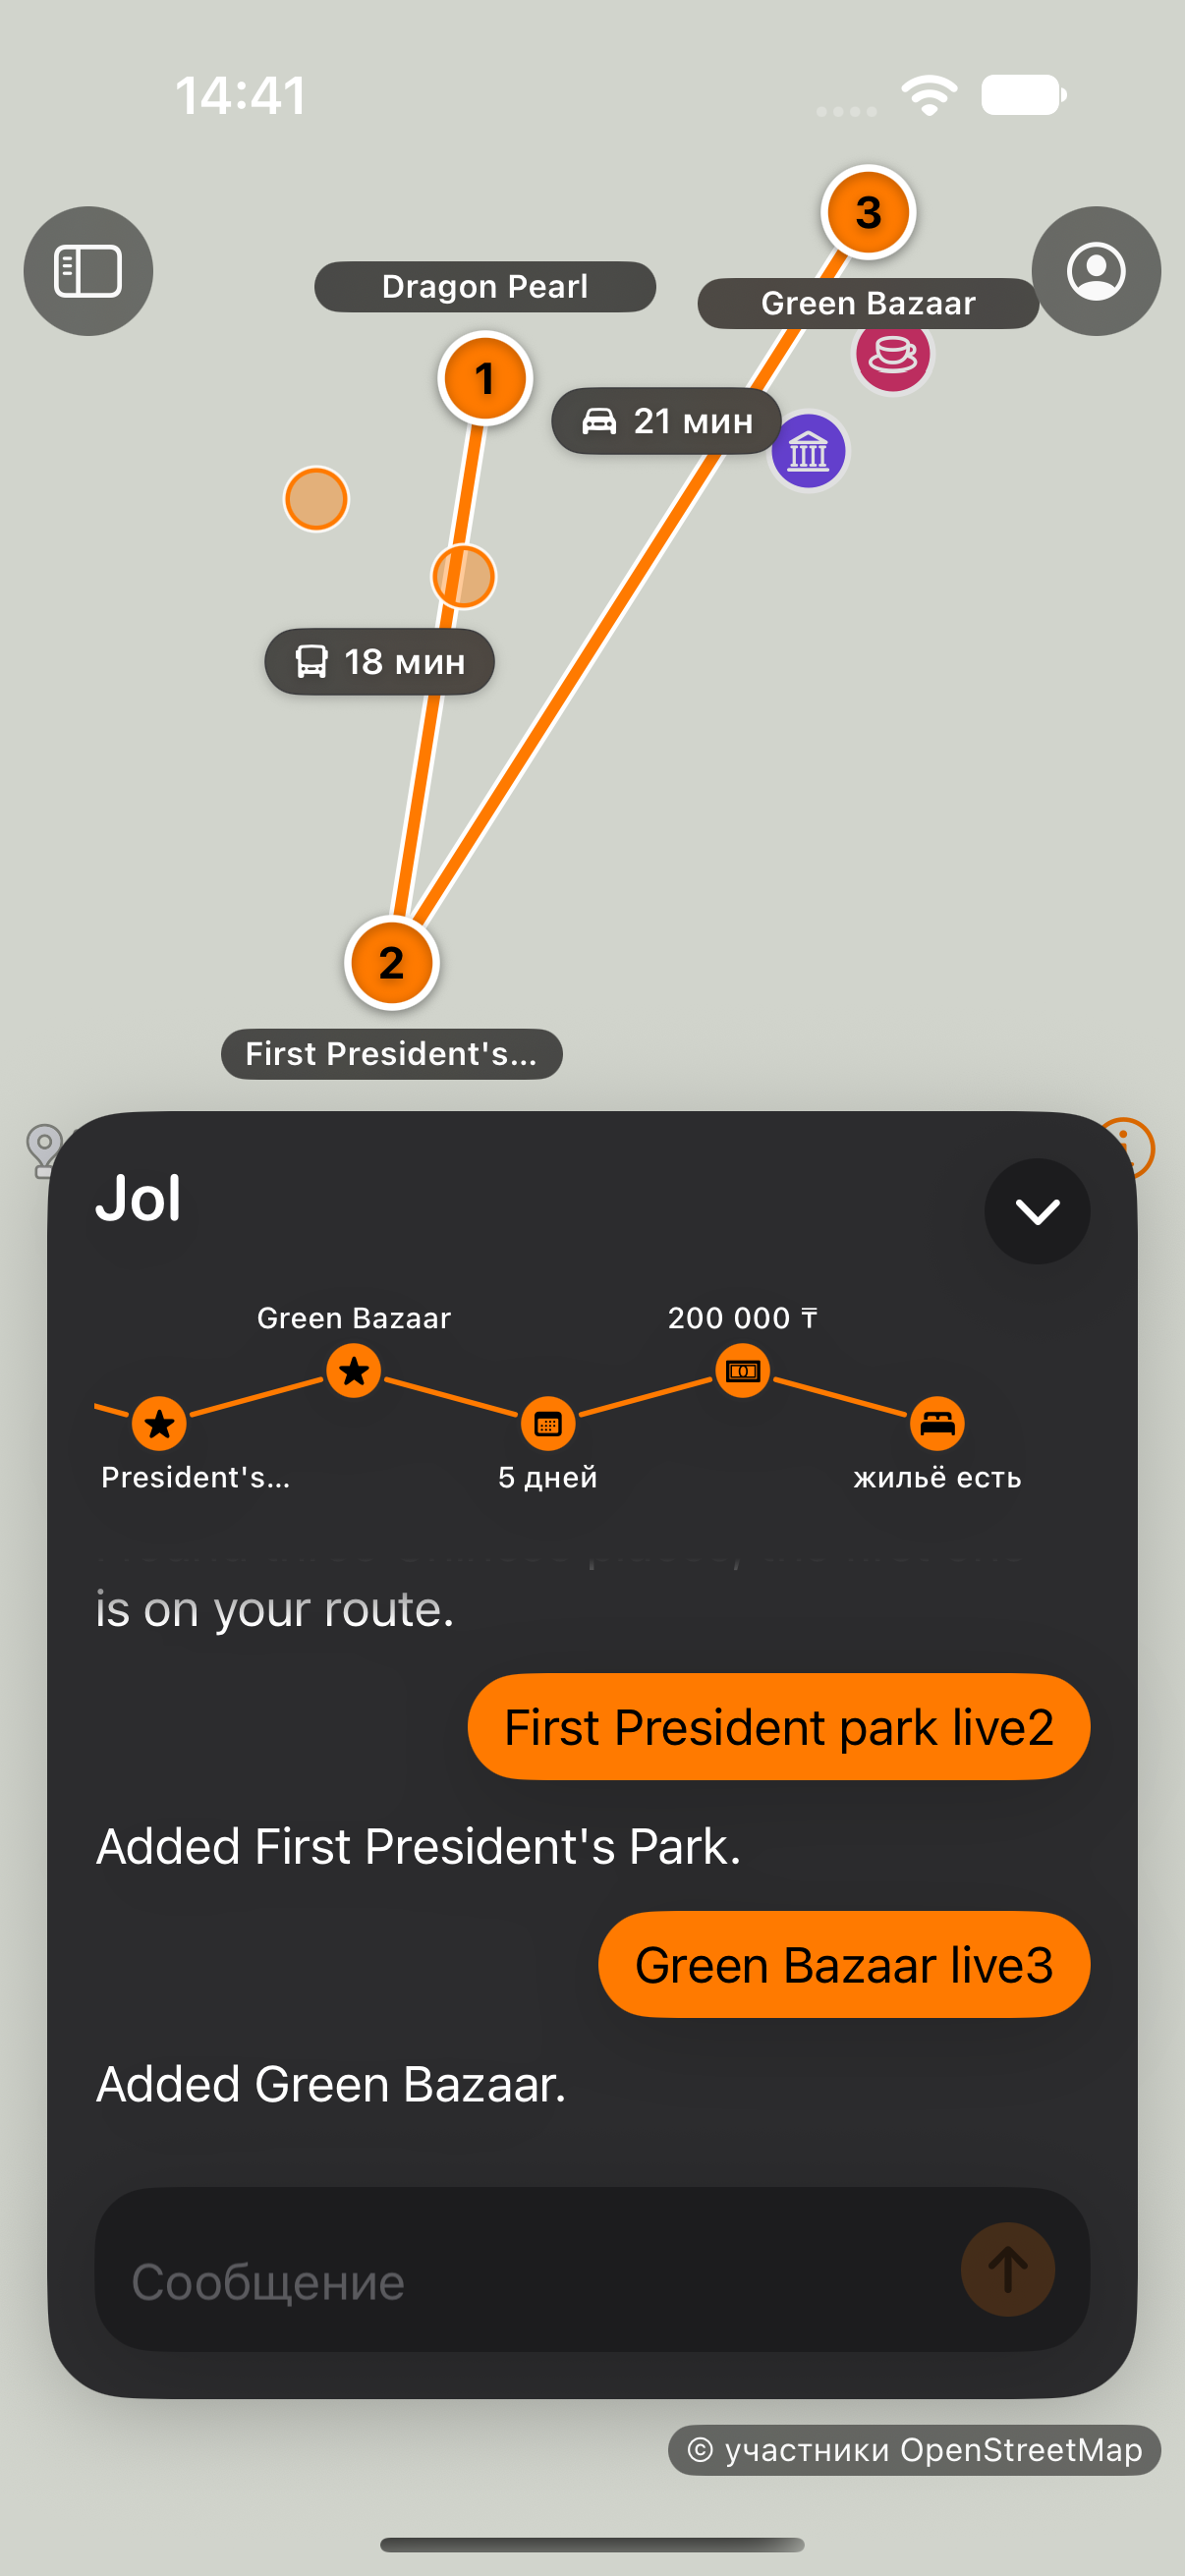 14:41
3
Dragon Pearl
Green Bazaar
1
21 мин
18 мин
2
First President's...
Jol
Green Bazaar
200 000 ₸
President's...
5 дней
жильё есть
is on your route.
First President park live2
Added First President's Park.
Green Bazaar live3
Added Green Bazaar.
Сообщение
© участники OpenStreetMap